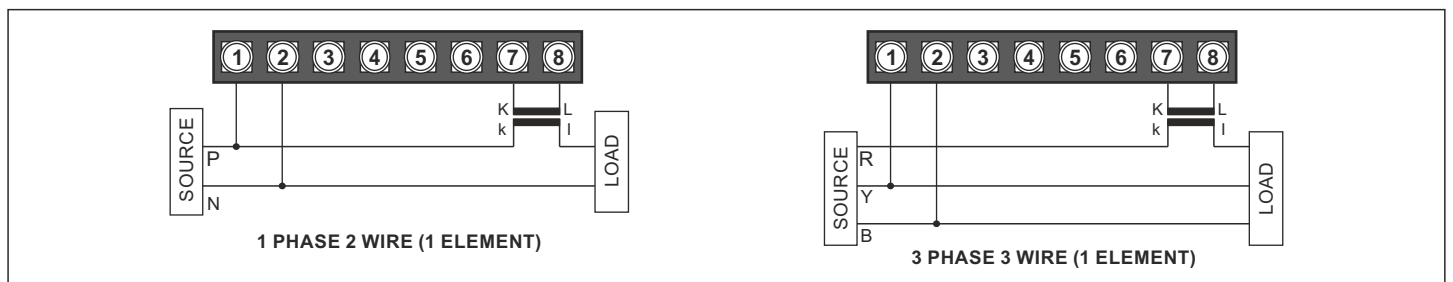 1 2 3 4 5 6 7 8
K L
k l
SOURCE
P
N
LOAD
1 PHASE 2 WIRE (1 ELEMENT)
1 2 3 4 5 6 7 8
K L
k l
SOURCE
R
Y
B
LOAD
3 PHASE 3 WIRE (1 ELEMENT)